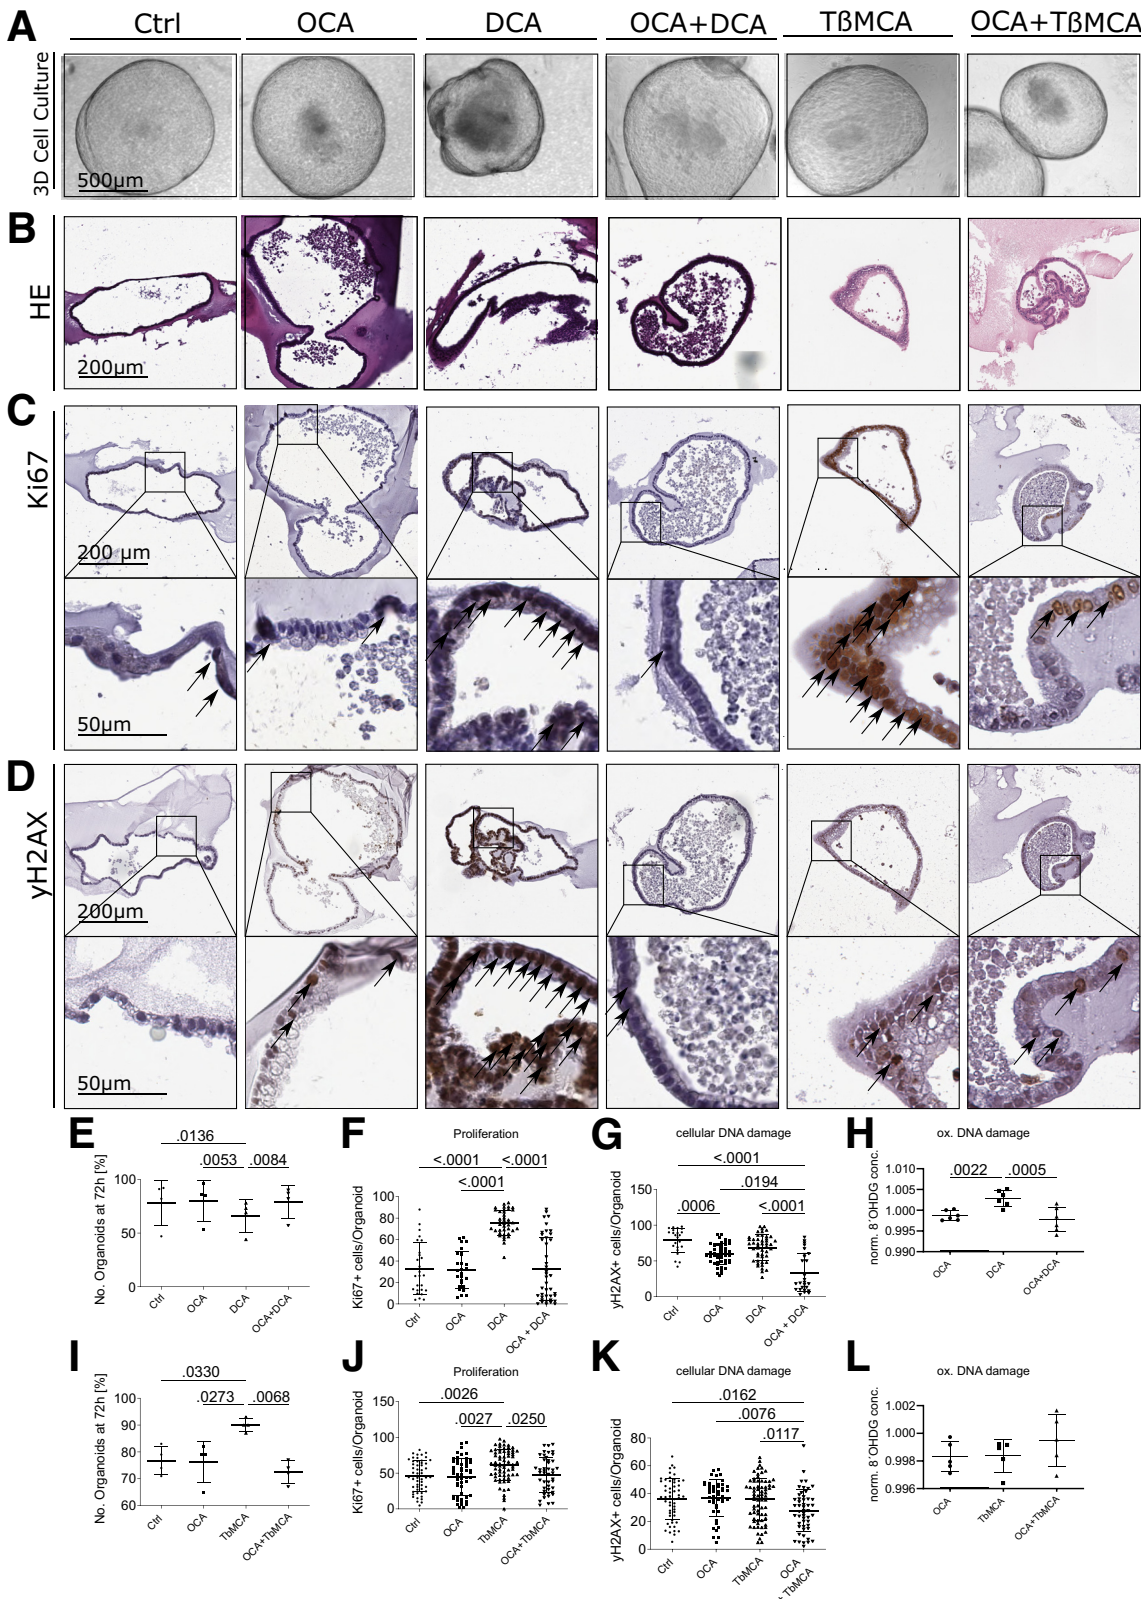 A Ctrl OCA DCA OCA+DCA TßMCA OCA+TßMCA
3D Cell Culture
500µm
B
HE
200µm
C
Ki67
200 µm
50µm
D
yH2AX
200µm
50µm
E
.0136
.0053 .0084
No. Organoids at 72h [%]
100
50
0
Ctrl OCA DCA OCA+DCA
F
Proliferation
<.0001 <.0001
<.0001
Ki67+ cells/Organoid
100
80
60
40
20
0
Ctrl OCA DCA OCA + DCA
G
cellular DNA damage
<.0001
.0194
.0006 <.0001
yH2AX+ cells/Organoid
150
100
50
0
Ctrl OCA DCA OCA + DCA
H
ox. DNA damage
.0022 .0005
norm. 8´OHDG conc.
1.010
1.005
1.000
0.995
0.990
OCA DCA OCA+DCA
I
.0330
.0273 .0068
No. Organoids at 72h [%]
100
90
80
70
60
Ctrl OCA TbMCA OCA+TbMCA
J
Proliferation
.0026
.0027 .0250
Ki67+ cells/Organoid
150
100
50
0
Ctrl OCA TbMCA OCA+TbMCA
K
cellular DNA damage
.0162
.0076
.0117
yH2AX+ cells/Organoid
80
60
40
20
0
Ctrl OCA TbMCA OCA
+ TbMCA
L
ox. DNA damage
norm. 8´OHDG conc.
1.002
1.000
0.998
0.996
OCA TbMCA OCA+TbMCA